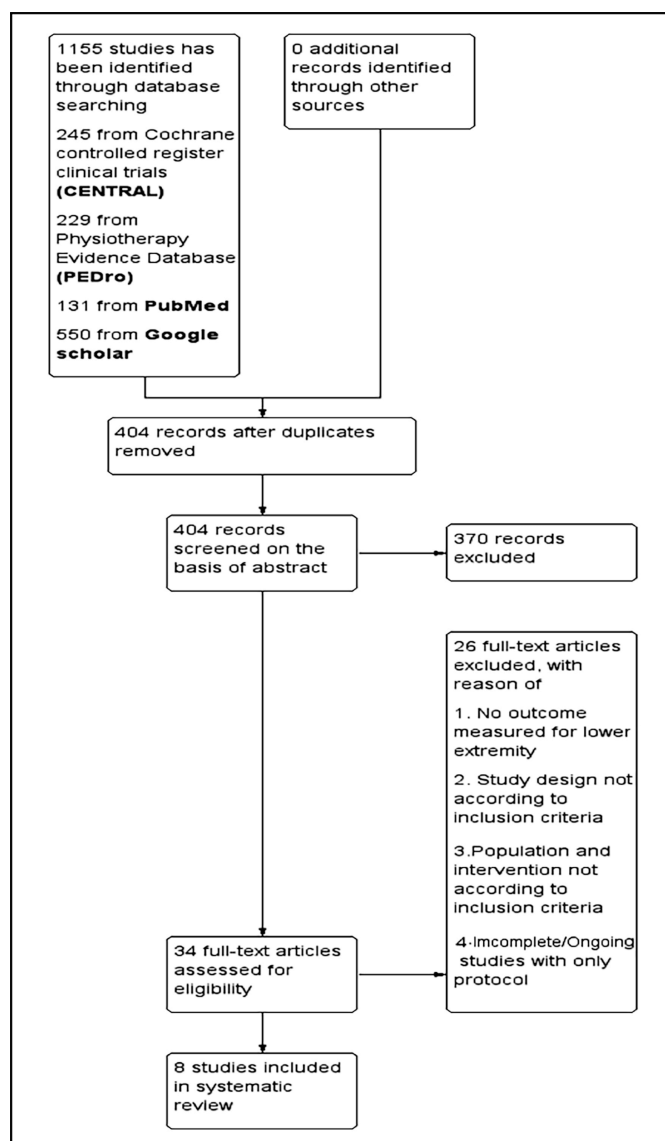 1155 studies has
been identified
through database
searching
245 from Cochrane
controlled register
clinical trials
(CENTRAL)
229 from
Physiotherapy
Evidence Database
(PEDro)
131 from PubMed
550 from Google
scholar
0 additional
records identified
through other
sources
404 records after duplicates
removed
404 records
screened on the
basis of abstract
370 records
excluded
26 full-text articles
excluded, with
reason of
1. No outcome
measured for lower
extremity
2. Study design not
according to
inclusion criteria
3.Population and
intervention not
according to
inclusion criteria
4·Imcomplete/Ongoing
studies with only
protocol
34 full-text articles
assessed for
eligibility
8 studies included
in systematic
review